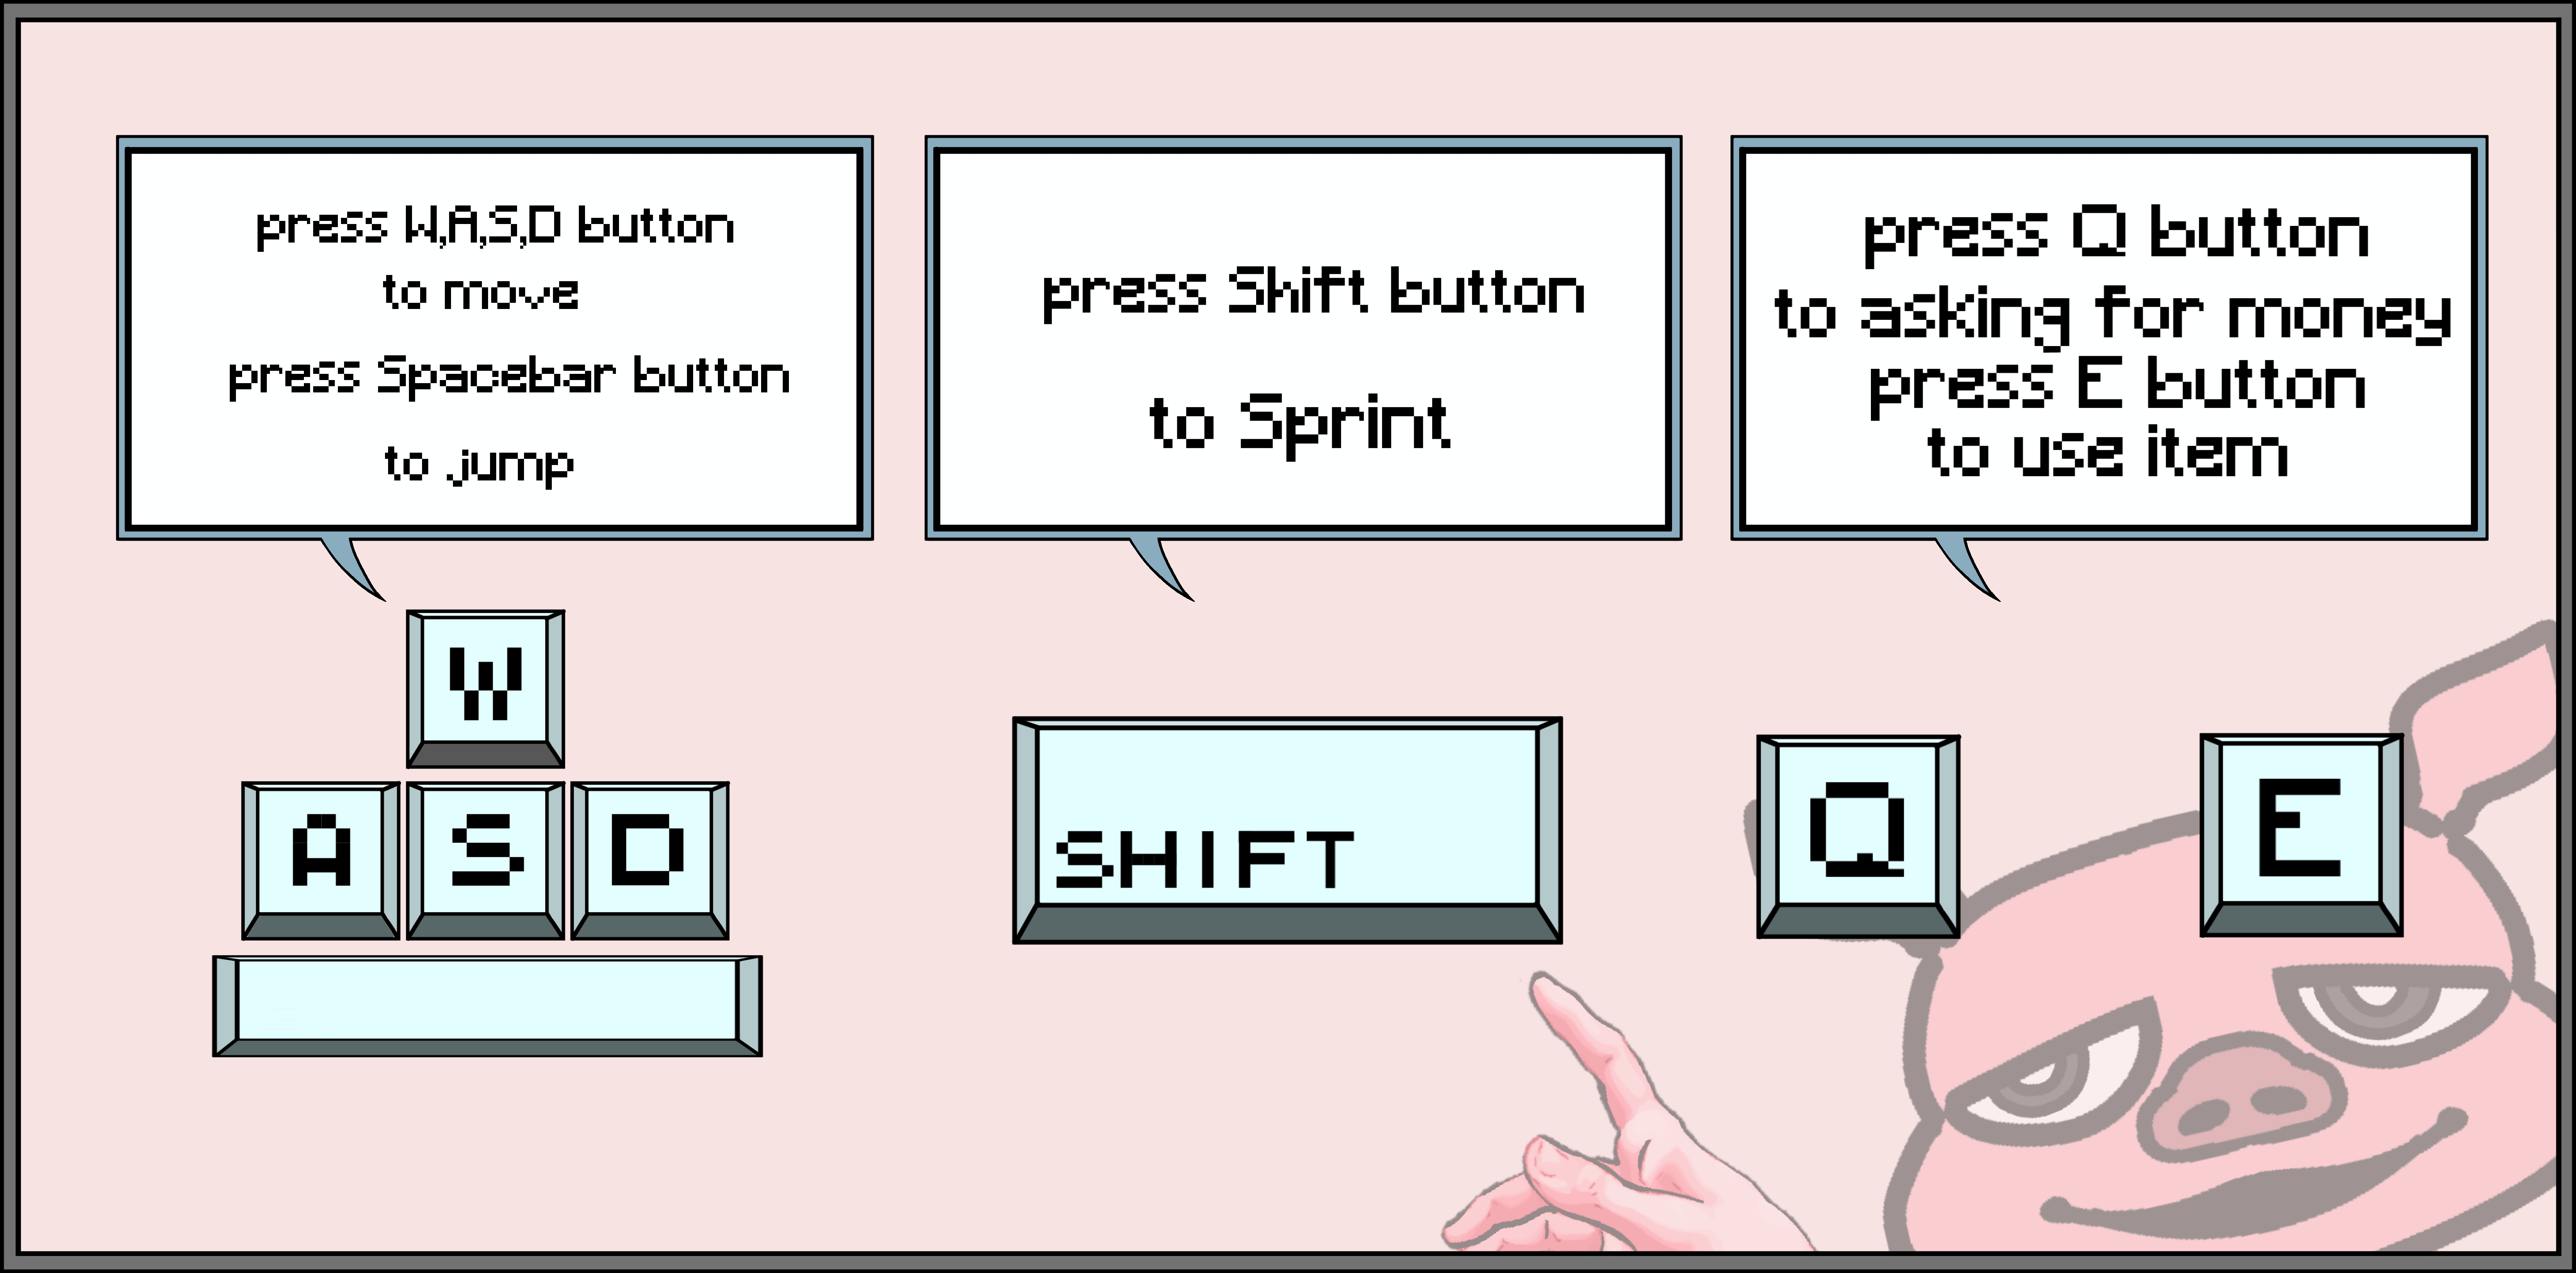 press W,A,S,D button
to move
press Spacebar button
to jump
press Shift button
to Sprint
press Q button
to asking for money
press E button
to use item
W
A S D
SHIFT
Q
E